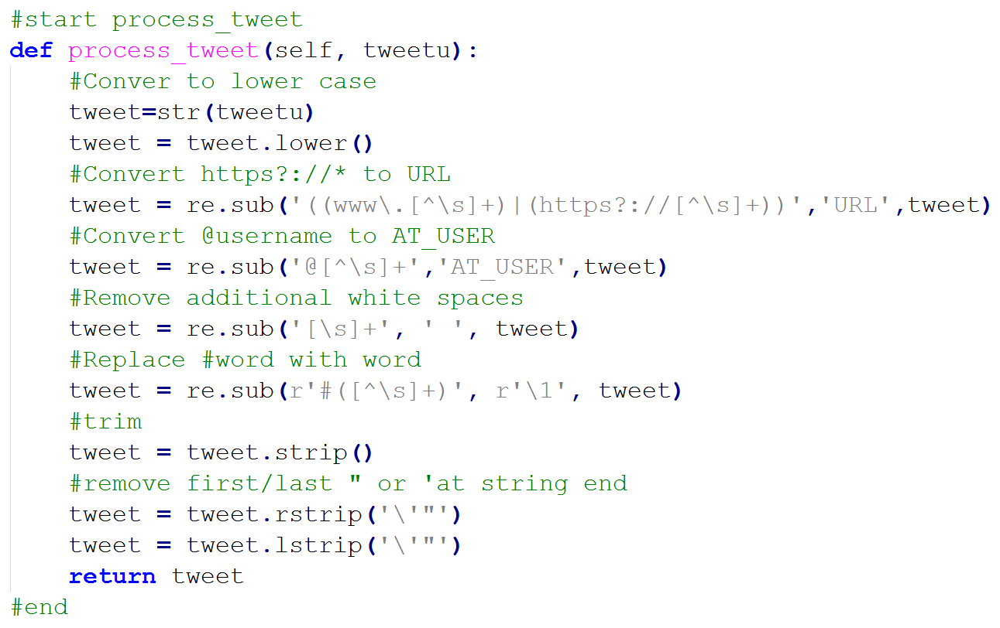 #start process_tweet
def process_tweet(self, tweetu):
    #Conver to lower case
    tweet=str(tweetu)
    tweet = tweet.lower()
    #Convert https?://* to URL
    tweet = re.sub('((www\.[^\s]+)|(https?://[^\s]+))','URL',tweet)
    #Convert @username to AT_USER
    tweet = re.sub('@[^\s]+','AT_USER',tweet)
    #Remove additional white spaces
    tweet = re.sub('[\s]+', ' ', tweet)
    #Replace #word with word
    tweet = re.sub(r'#([^\s]+)', r'\1', tweet)
    #trim
    tweet = tweet.strip()
    #remove first/last " or 'at string end
    tweet = tweet.rstrip('\'"')
    tweet = tweet.lstrip('\'"')
    return tweet
#end